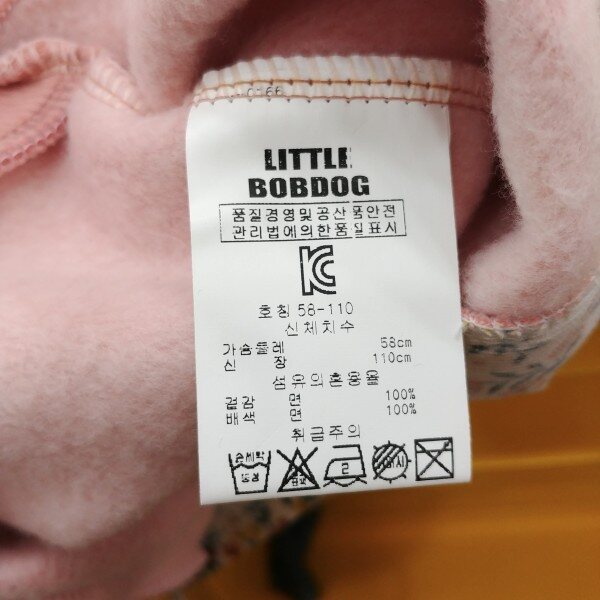 0166
LITTLE
BOBDOG
품질경영및공산품안전
관리법에의한품질표시
호칭 58-110
신체치수
가슴둘레 58cm
신 장 110cm
섬유의혼용율
겉감 면 100%
배색 면 100%
취급주의
손세탁
중성